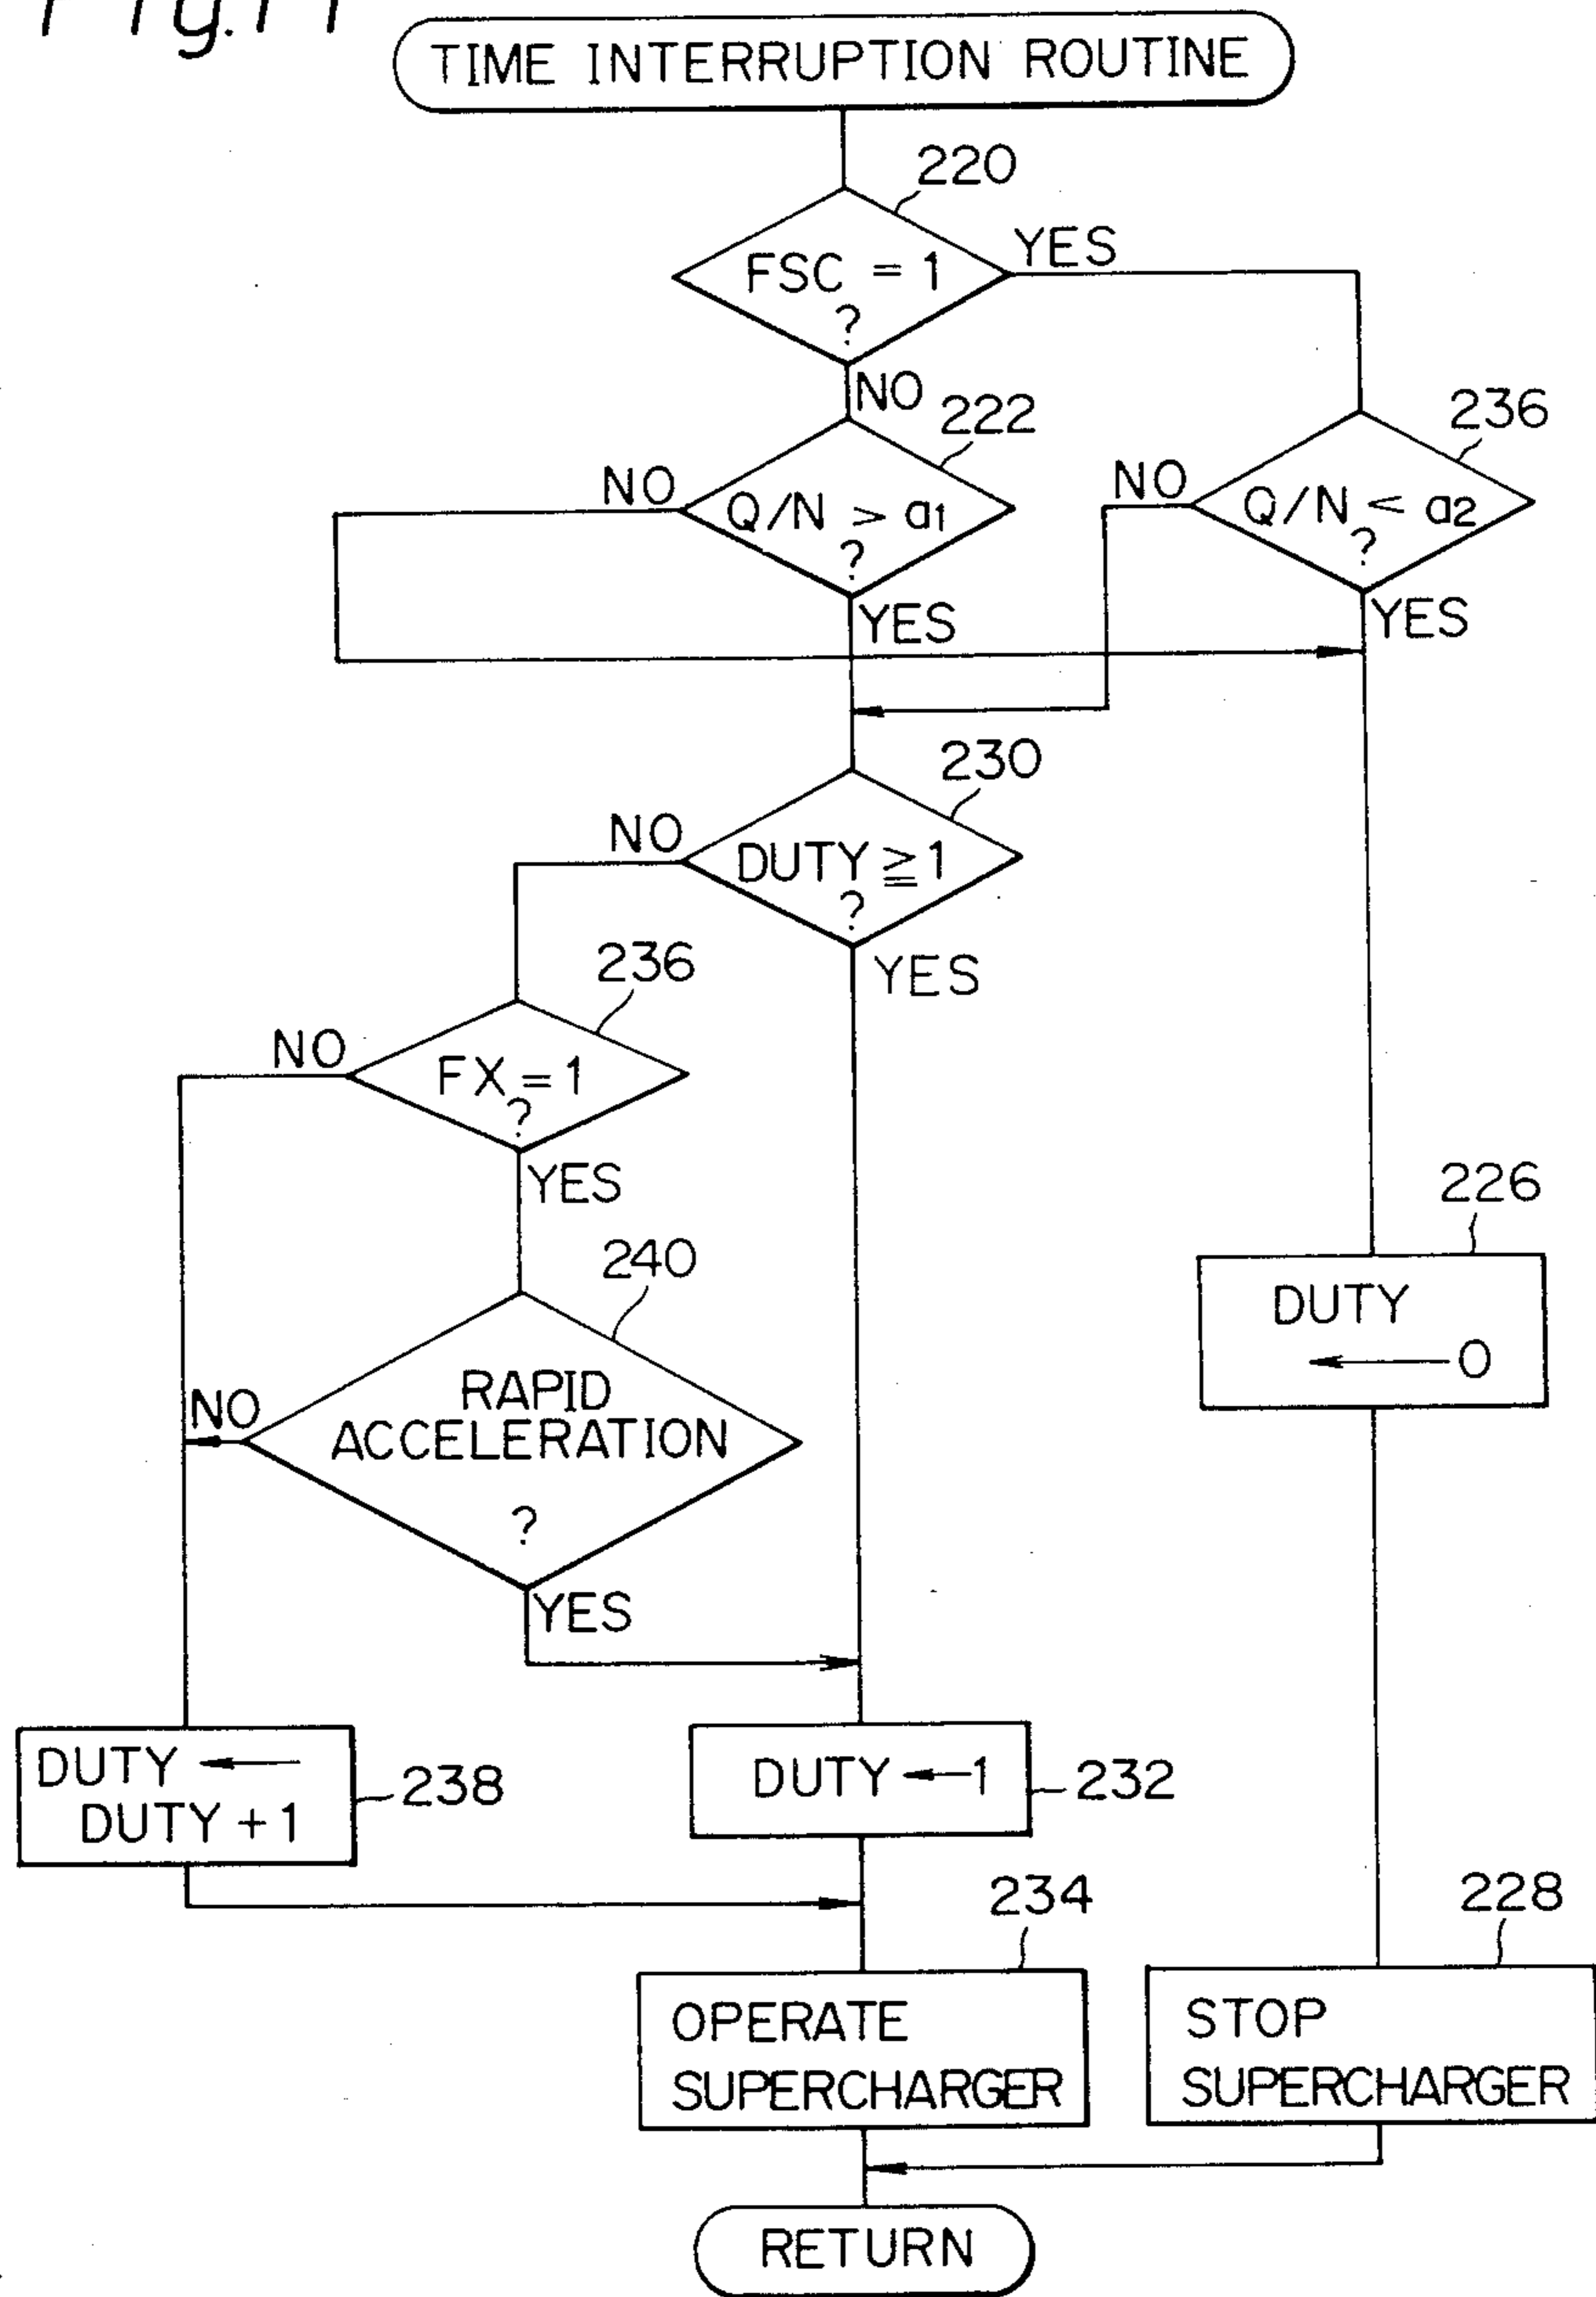 TIME INTERRUPTION ROUTINE
220
FSC = 1
?
YES
NO
222
236
NO
Q/N > a1
?
YES
NO
Q/N < a2
?
YES
230
NO
DUTY ≧ 1
?
YES
236
NO
FX = 1
?
YES
226
DUTY
← 0
240
NO
RAPID
ACCELERATION
?
YES
DUTY ←
DUTY + 1
238
DUTY ← 1
232
234
228
OPERATE
SUPERCHARGER
STOP
SUPERCHARGER
RETURN